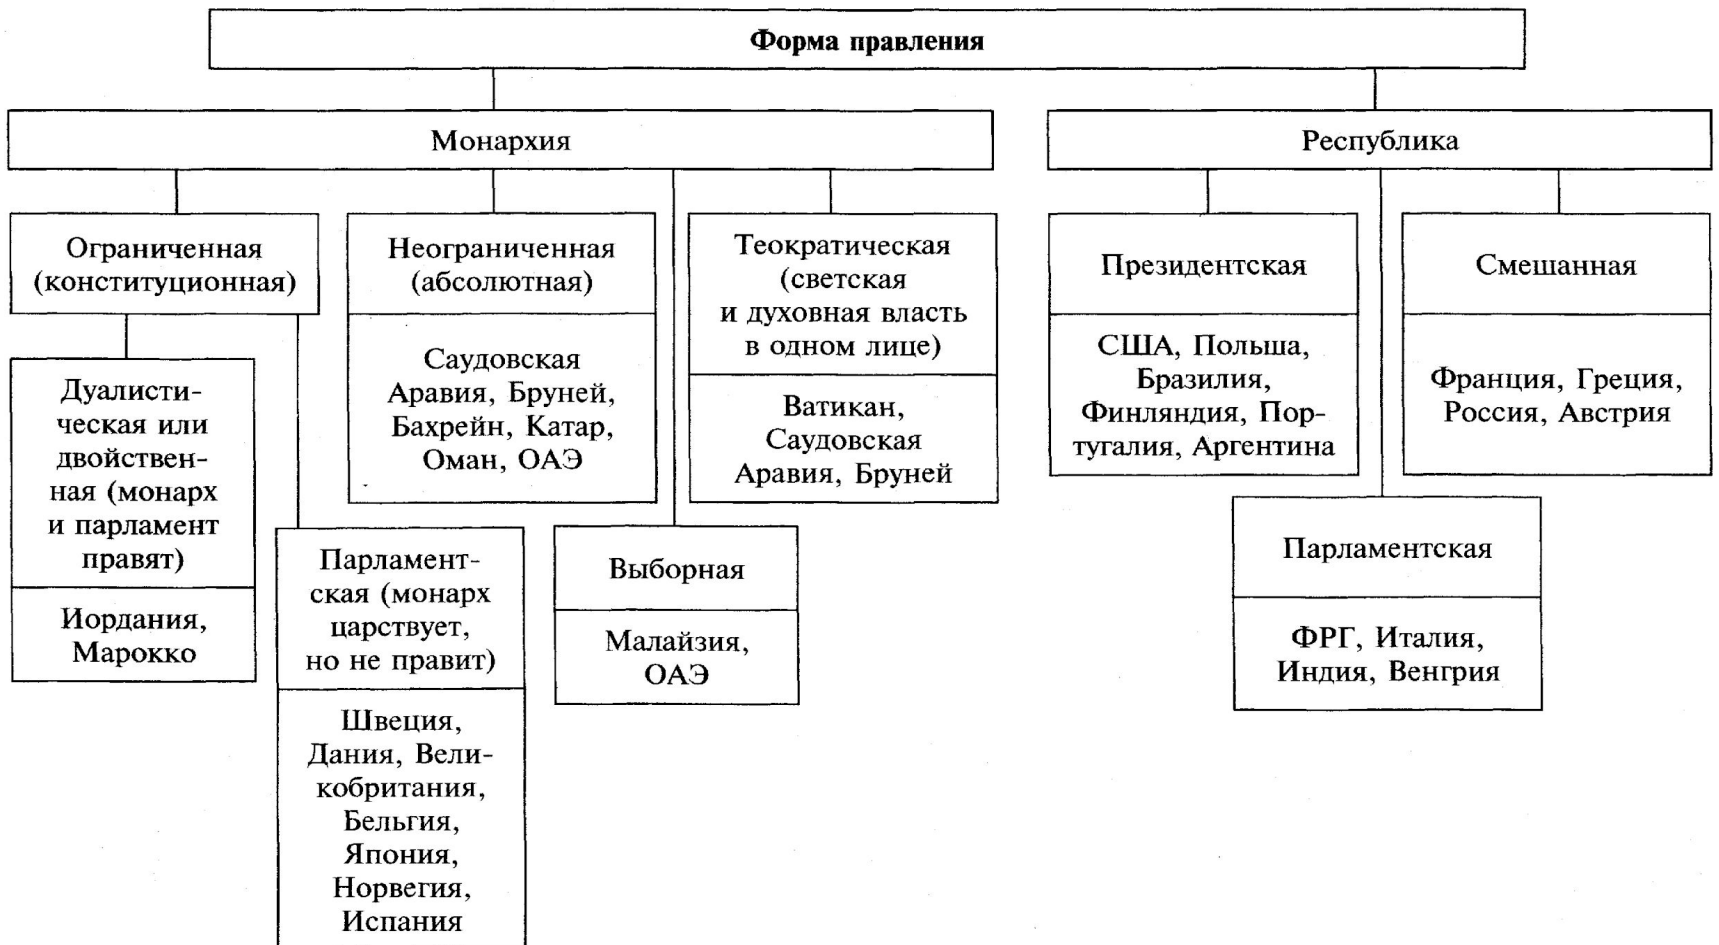 Форма правления
Монархия
Республика
Ограниченная
(конституционная)
Дуалисти-
ческая или
двойствен-
ная (монарх
и парламент
правят)
Иордания,
Марокко
Парламент-
ская (монарх
царствует,
но не правит)
Швеция,
Дания, Вели-
кобритания,
Бельгия,
Япония,
Норвегия,
Испания
Неограниченная
(абсолютная)
Саудовская
Аравия, Бруней,
Бахрейн, Катар,
Оман, ОАЭ
Выборная
Малайзия,
ОАЭ
Теократическая
(светская
и духовная власть
в одном лице)
Ватикан,
Саудовская
Аравия, Бруней
Президентская
США, Польша,
Бразилия,
Финляндия, Пор-
тугалия, Аргентина
Парламентская
ФРГ, Италия,
Индия, Венгрия
Смешанная
Франция, Греция,
Россия, Австрия